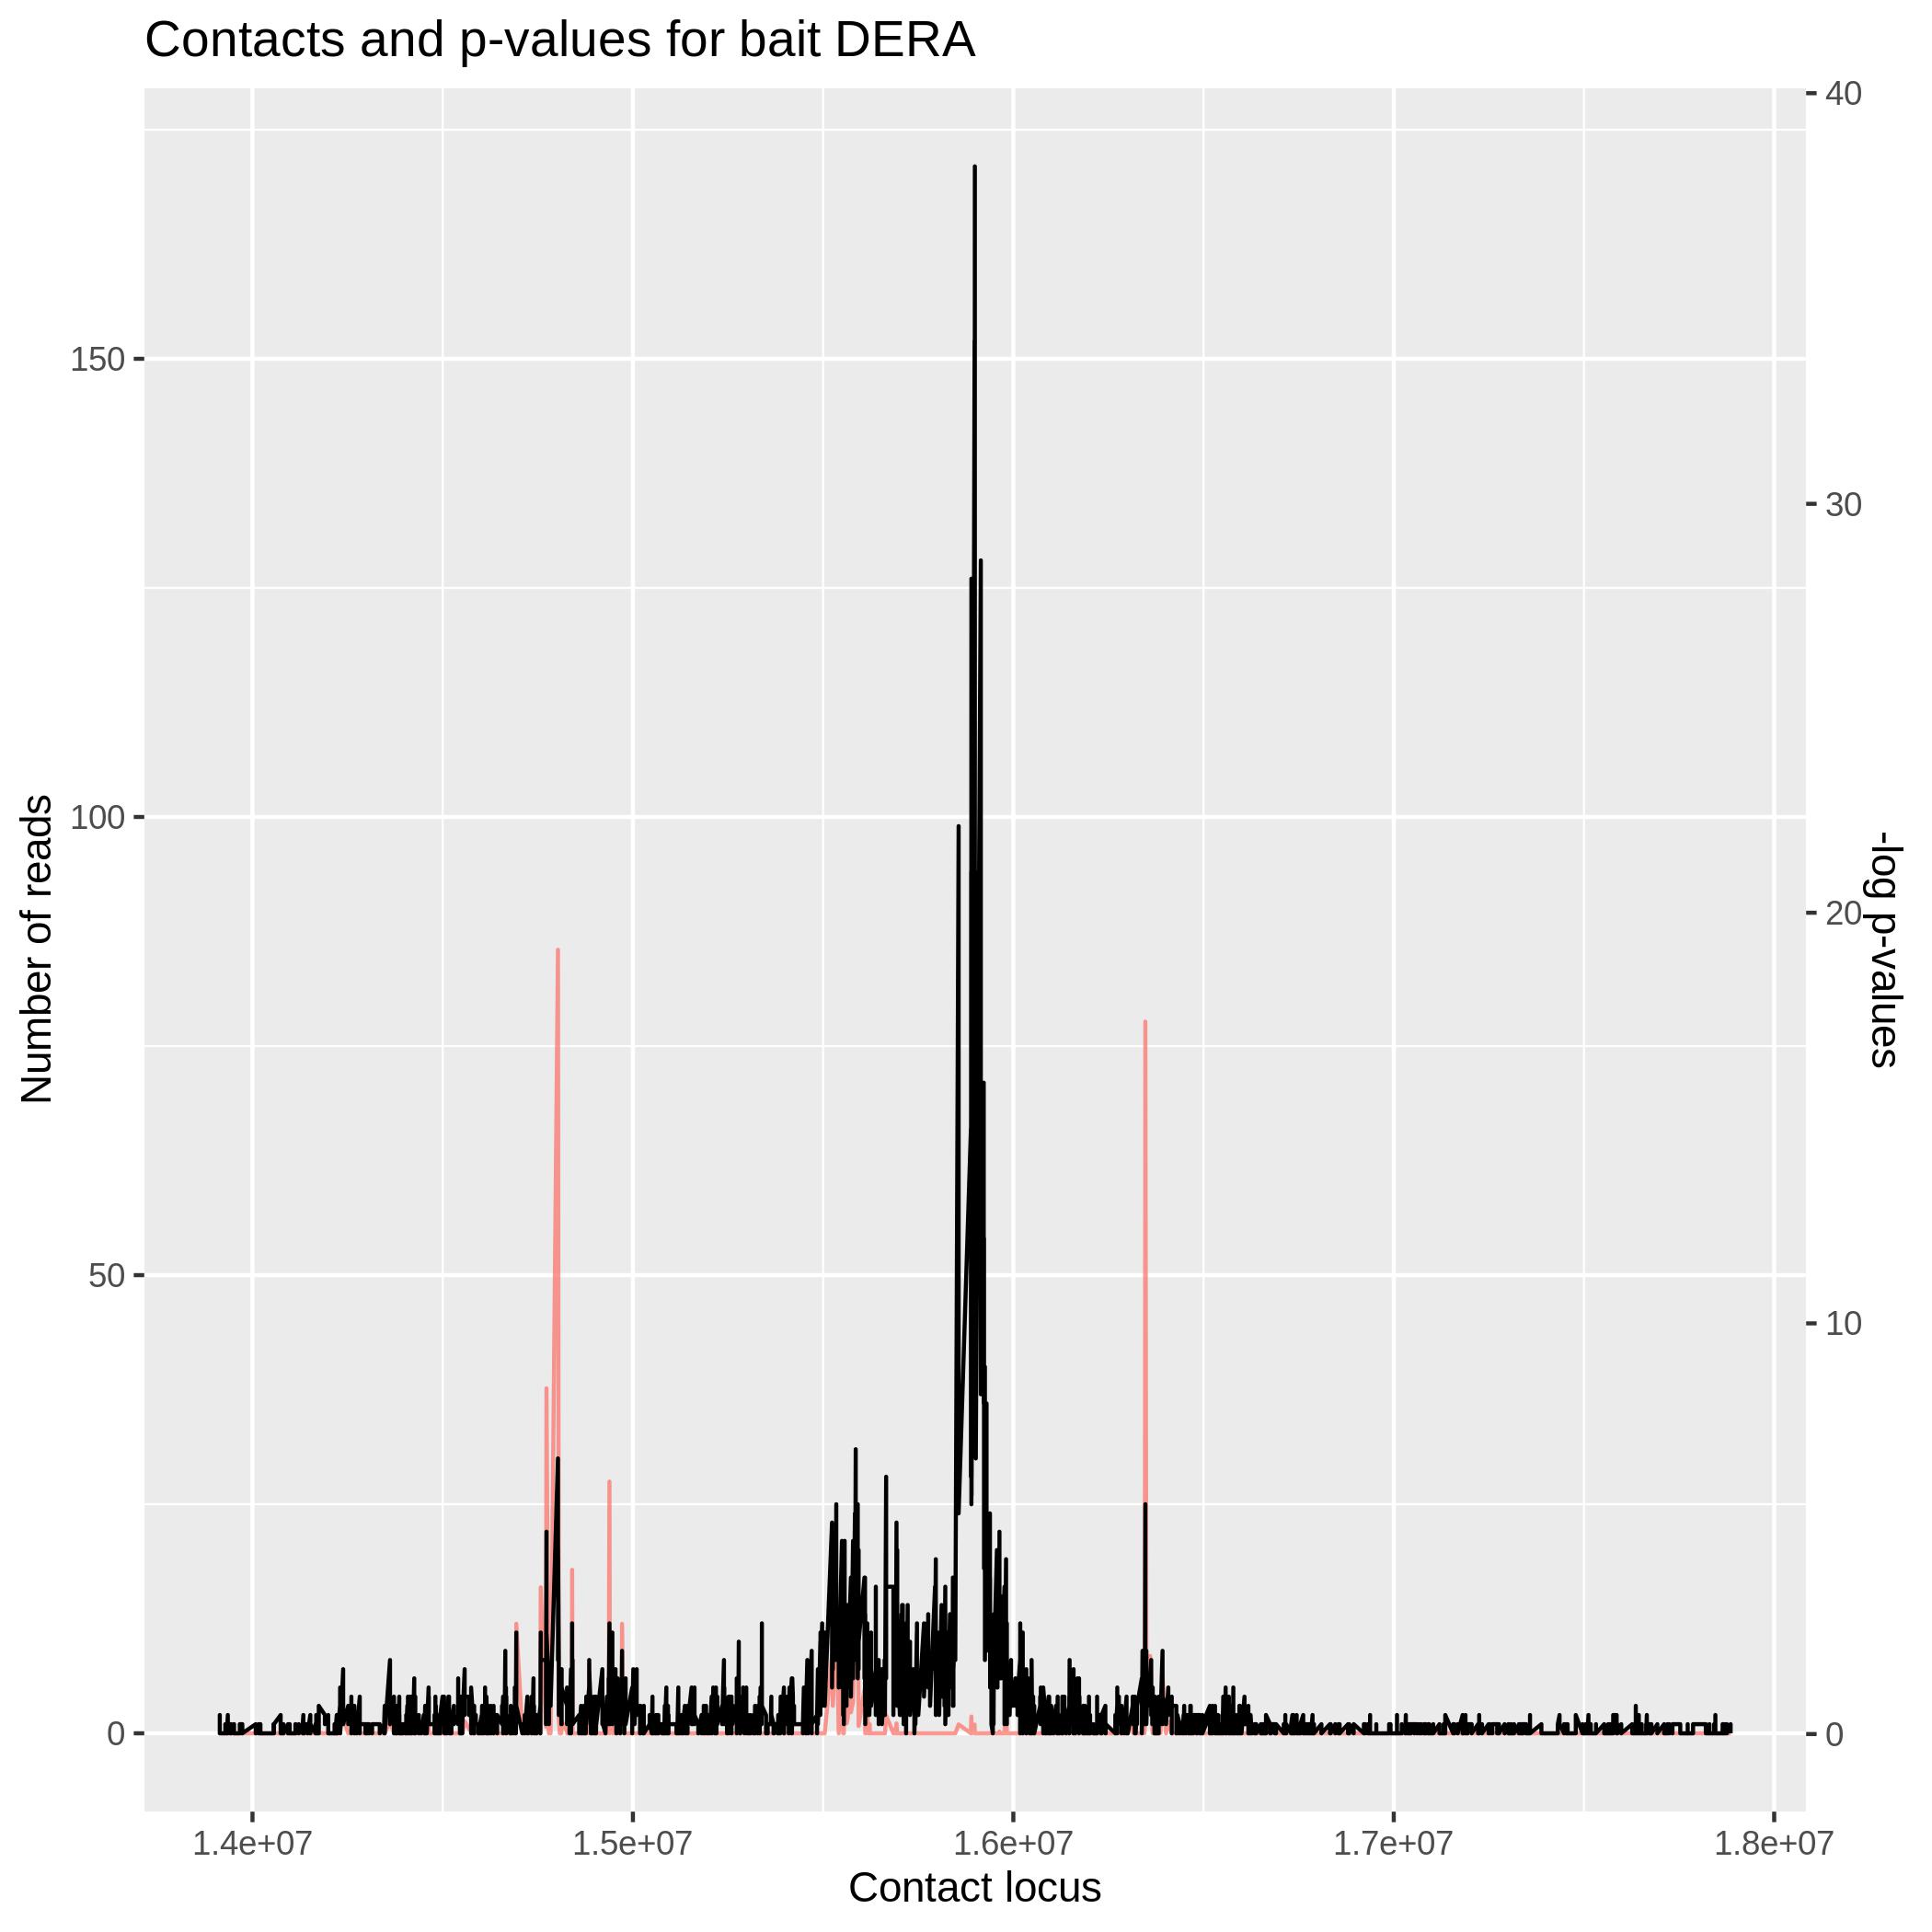 Contacts and p-values for bait DERA
Number of reads
150
100
50
0
40
30
20
10
0
-log p-values
1.4e+07 1.5e+07 1.6e+07 1.7e+07 1.8e+07
Contact locus